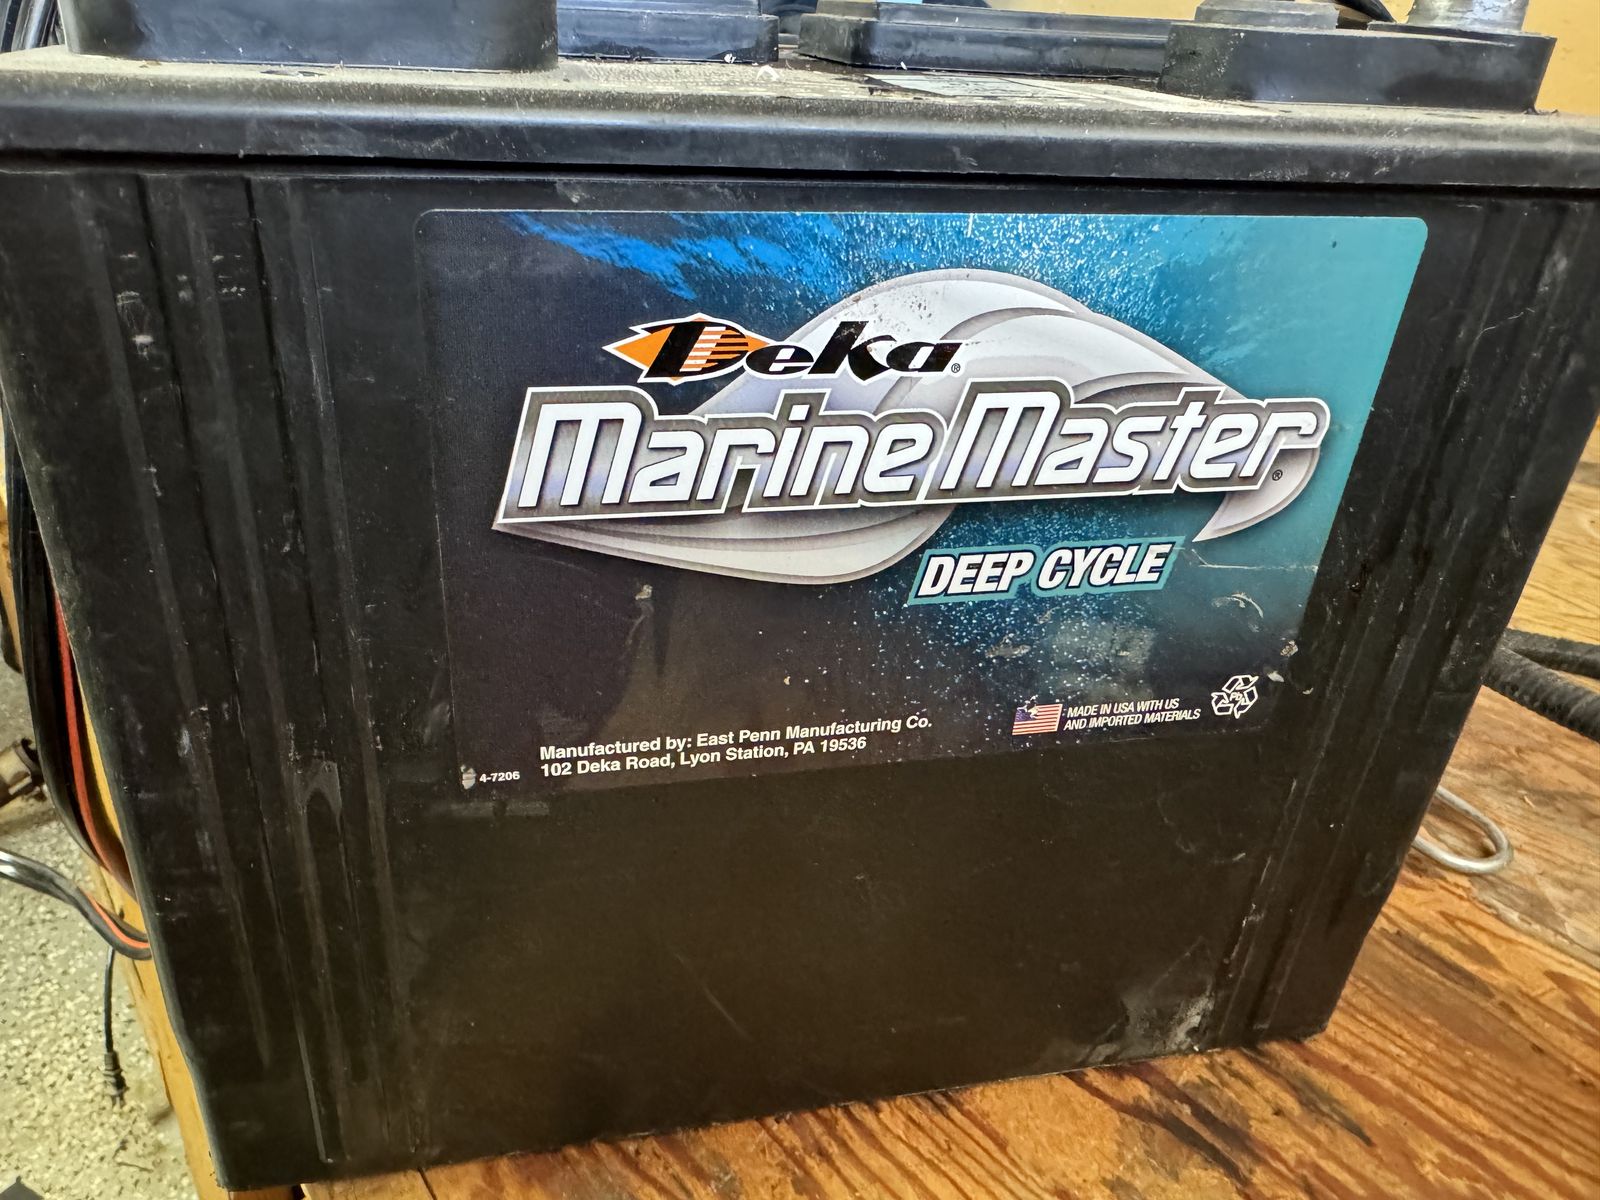 Deka®
Marine Master®
DEEP CYCLE
MADE IN USA WITH US
AND IMPORTED MATERIALS
Pb
Manufactured by: East Penn Manufacturing Co.
102 Deka Road, Lyon Station, PA 19536
4-7206